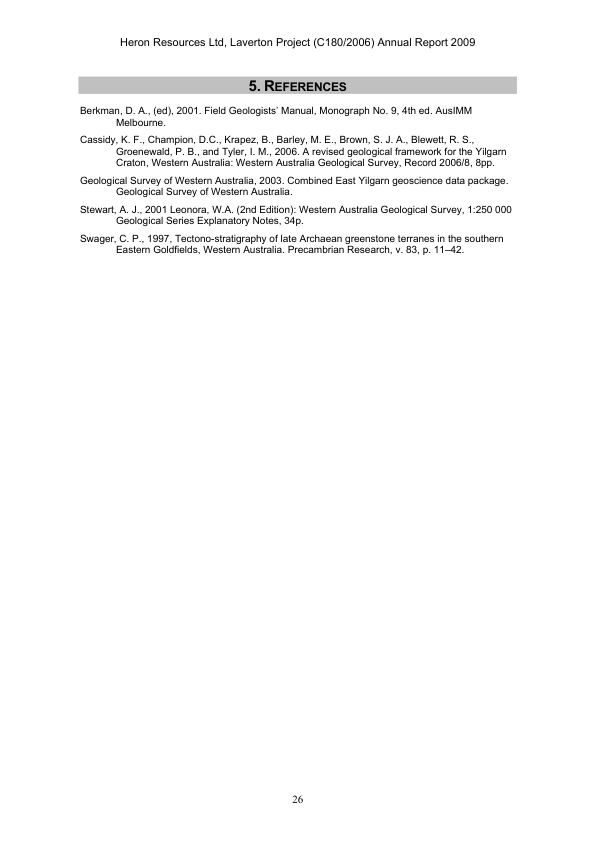 Heron Resources Ltd, Laverton Project (C180/2006) Annual Report 2009
5. REFERENCES
Berkman, D. A., (ed), 2001. Field Geologists’ Manual, Monograph No. 9, 4th ed. AusIMM
Melbourne.
Cassidy, K. F., Champion, D.C., Krapez, B., Barley, M. E., Brown, S. J. A., Blewett, R. S.,
Groenewald, P. B., and Tyler, I. M., 2006. A revised geological framework for the Yilgarn
Craton, Western Australia: Western Australia Geological Survey, Record 2006/8, 8pp.
Geological Survey of Western Australia, 2003. Combined East Yilgarn geoscience data package.
Geological Survey of Western Australia.
Stewart, A. J., 2001 Leonora, W.A. (2nd Edition): Western Australia Geological Survey, 1:250 000
Geological Series Explanatory Notes, 34p.
Swager, C. P., 1997, Tectono-stratigraphy of late Archaean greenstone terranes in the southern
Eastern Goldfields, Western Australia. Precambrian Research, v. 83, p. 11–42.
26